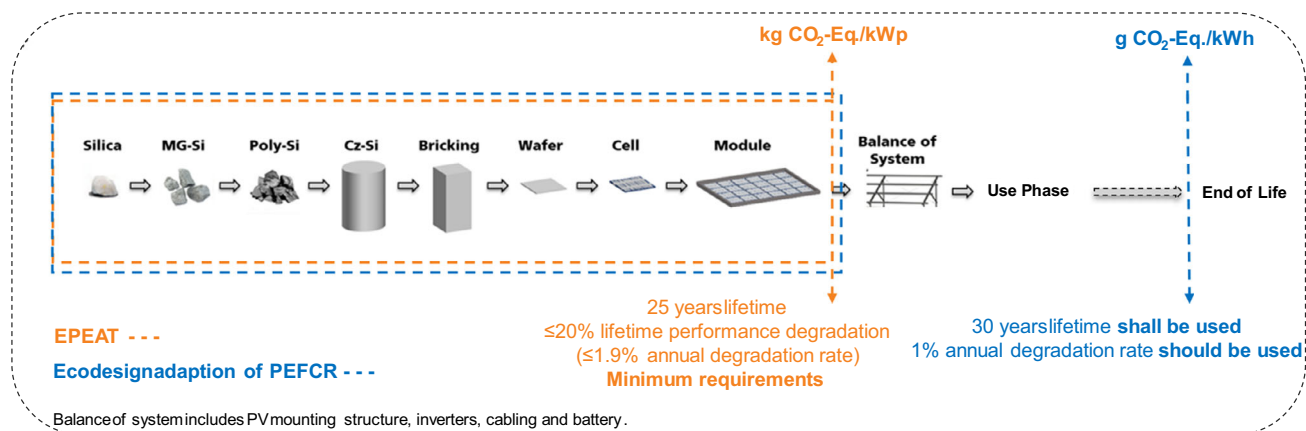 kg CO₂-Eq./kWp
g CO₂-Eq./kWh
Silica
MG-Si
Poly-Si
Cz-Si
Bricking
Wafer
Cell
Module
Balance of
System
Use Phase
End of Life
25 yearslifetime
≤20% lifetime performance degradation
(≤1.9% annual degradation rate)
Minimum requirements
30 yearslifetime shall be used
1% annual degradation rate should be used
EPEAT - - -
Ecodesignadaption of PEFCR - - -
Balanceof systemincludes PVmounting structure, inverters, cabling and battery.